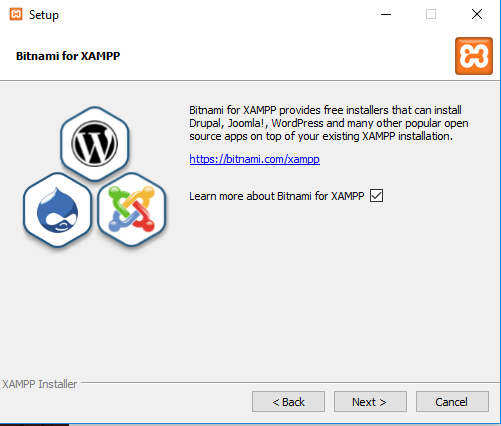 Setup
Bitnami for XAMPP
Bitnami for XAMPP provides free installers that can install
Drupal, Joomla!, WordPress and many other popular open
source apps on top of your existing XAMPP installation.
https://bitnami.com/xampp
Learn more about Bitnami for XAMPP
XAMPP Installer
< Back
Next >
Cancel